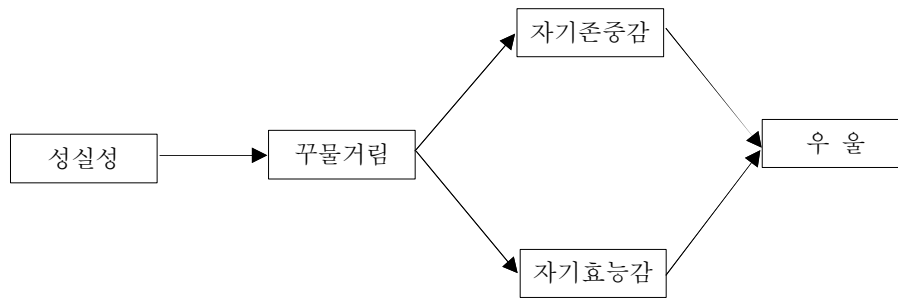 자기존중감
우 울
성실성
꾸물거림
자기효능감